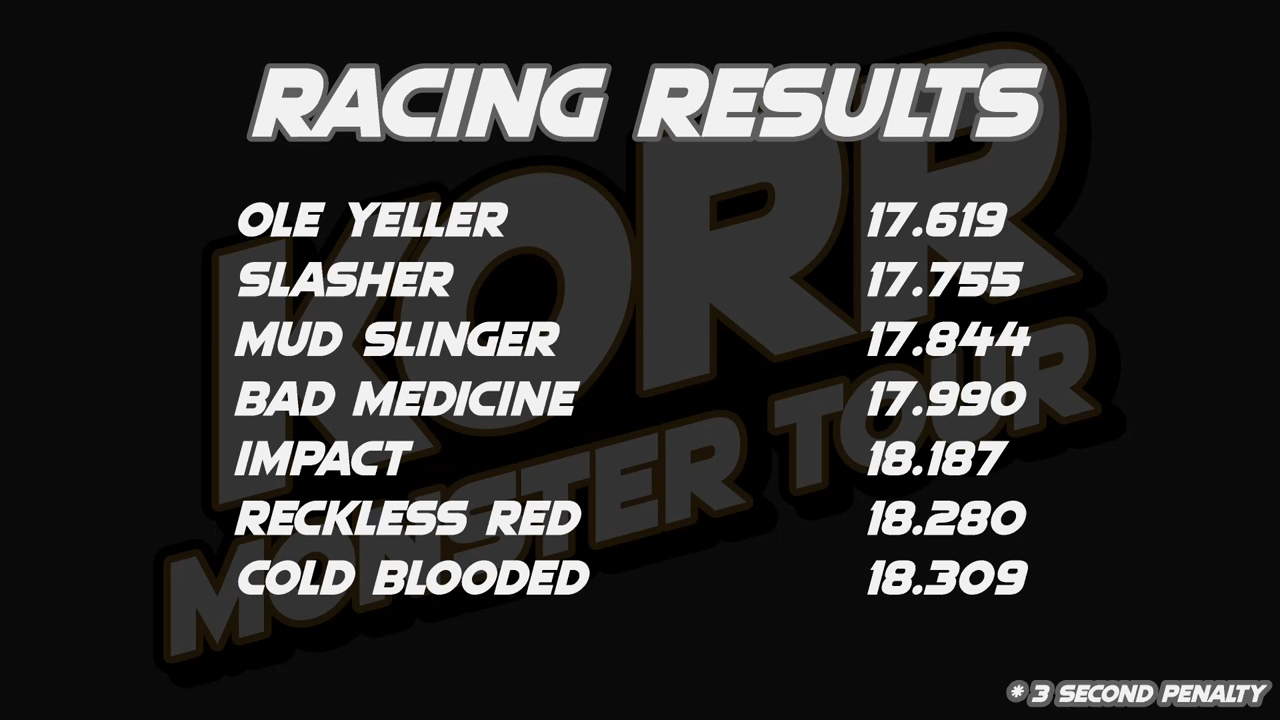 RACING RESULTS
OLE YELLER 17.619
SLASHER 17.755
MUD SLINGER 17.844
BAD MEDICINE 17.990
IMPACT 18.187
RECKLESS RED 18.280
COLD BLOODED 18.309
KORR
MONSTER TOUR
* 3 SECOND PENALTY